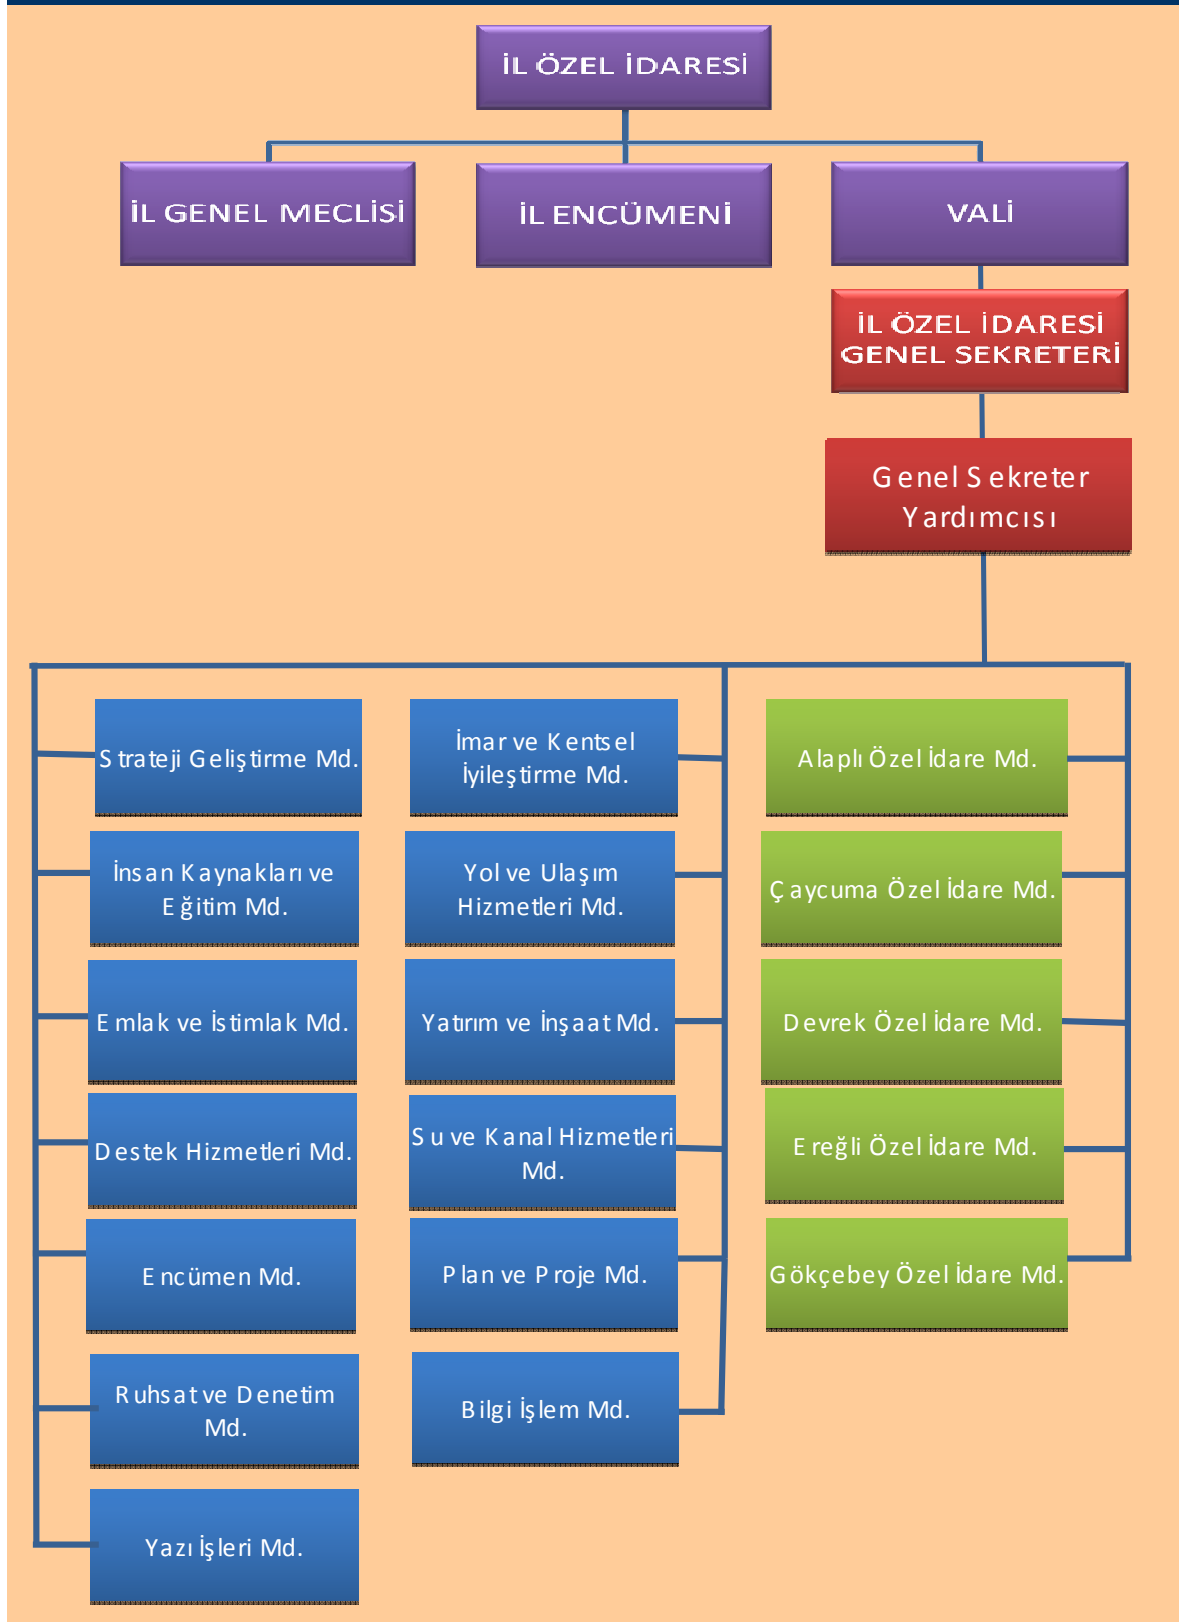 İL ÖZEL İDARESİ
İL GENEL MECLİSİ
İL ENCÜMENİ
VALİ
İL ÖZEL İDARESİ
GENEL SEKRETERİ
Genel Sekreter
Yardımcısı
Strateji Geliştirme Md.
İnsan Kaynakları ve
Eğitim Md.
Emlak ve İstimlak Md.
Destek Hizmetleri Md.
Encümen Md.
Ruhsat ve Denetim
Md.
Yazı İşleri Md.
İmar ve Kentsel
İyileştirme Md.
Yol ve Ulaşım
Hizmetleri Md.
Yatırım ve İnşaat Md.
Su ve Kanal Hizmetleri
Md.
Plan ve Proje Md.
Bilgi İşlem Md.
Alaplı Özel İdare Md.
Çaycuma Özel İdare Md.
Devrek Özel İdare Md.
Ereğli Özel İdare Md.
Gökçebey Özel İdare Md.